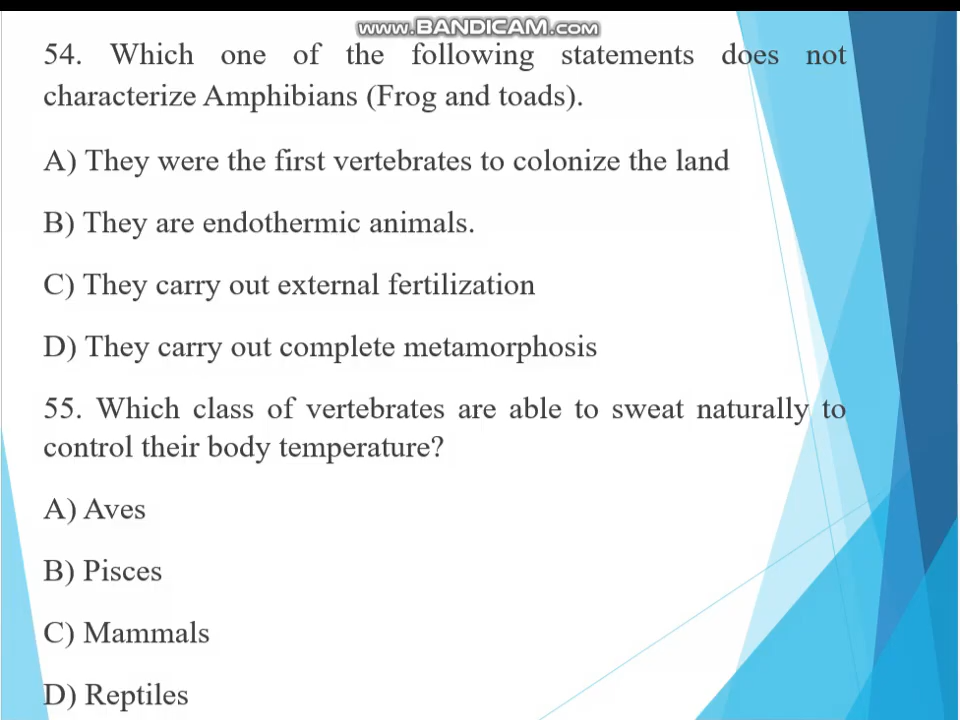 www.BANDICAM.com
54. Which one of the following statements does not
characterize Amphibians (Frog and toads).
A) They were the first vertebrates to colonize the land
B) They are endothermic animals.
C) They carry out external fertilization
D) They carry out complete metamorphosis
55. Which class of vertebrates are able to sweat naturally to
control their body temperature?
A) Aves
B) Pisces
C) Mammals
D) Reptiles